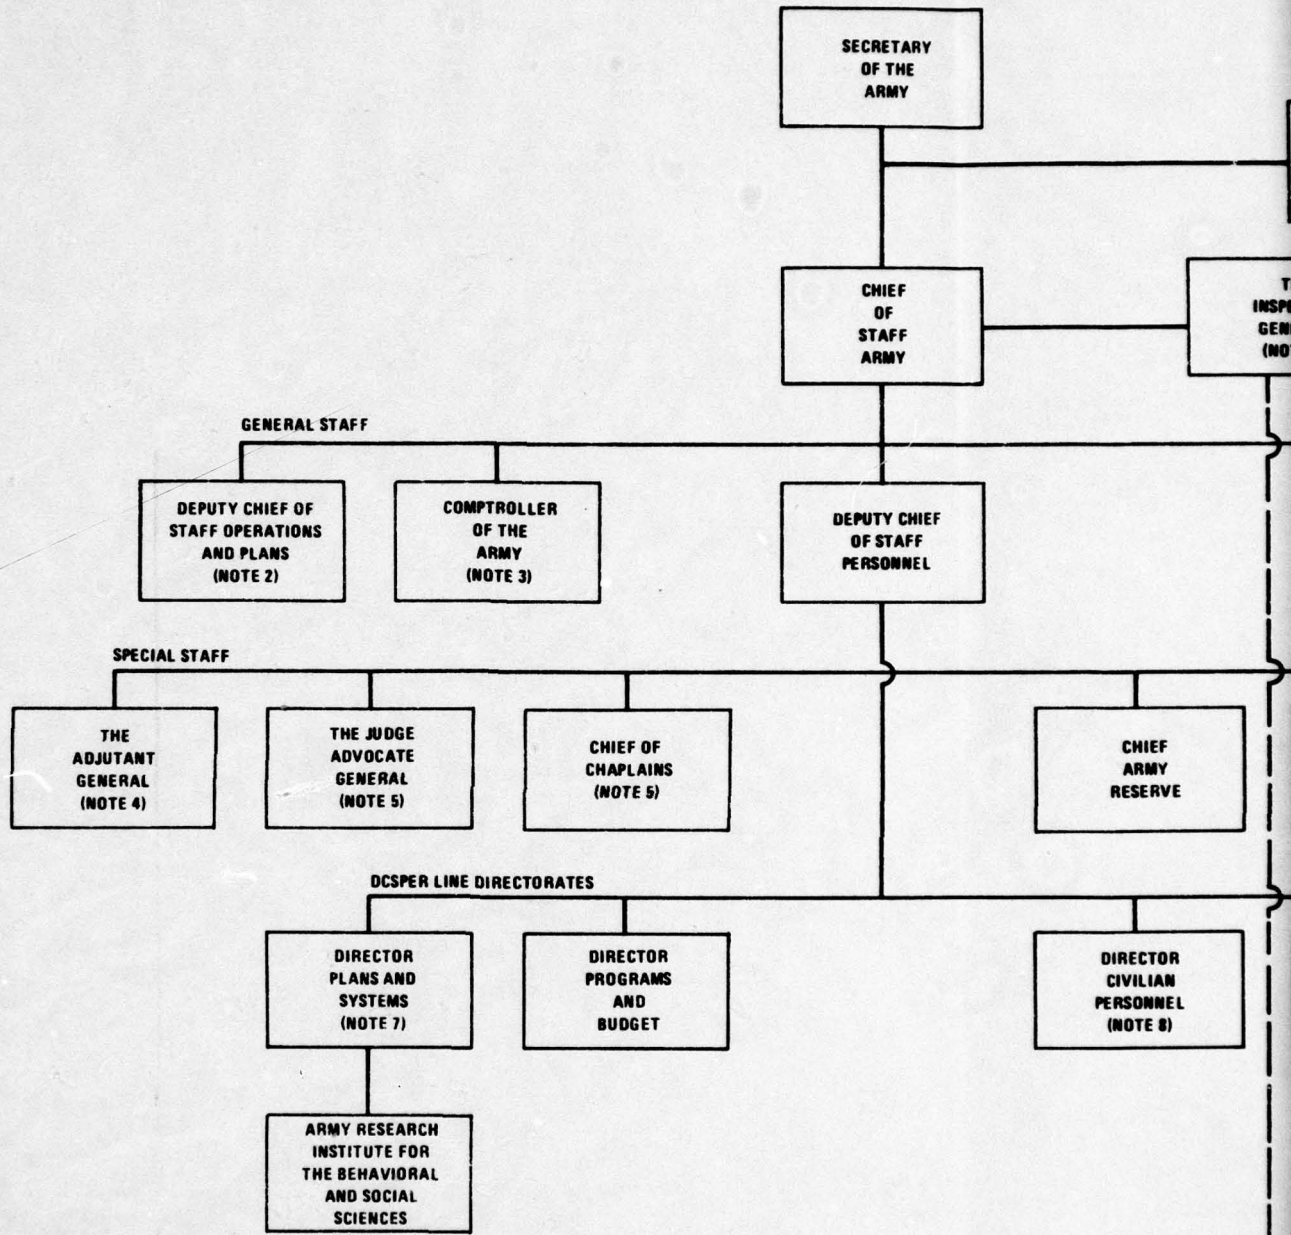 SECRETARY
OF THE
ARMY
CHIEF
OF
STAFF
ARMY
GENERAL STAFF
DEPUTY CHIEF OF
STAFF OPERATIONS
AND PLANS
(NOTE 2)
COMPTROLLER
OF THE
ARMY
(NOTE 3)
DEPUTY CHIEF
OF STAFF
PERSONNEL
SPECIAL STAFF
THE
ADJUTANT
GENERAL
(NOTE 4)
THE JUDGE
ADVOCATE
GENERAL
(NOTE 5)
CHIEF OF
CHAPLAINS
(NOTE 5)
CHIEF
ARMY
RESERVE
DCSPER LINE DIRECTORATES
DIRECTOR
PLANS AND
SYSTEMS
(NOTE 7)
DIRECTOR
PROGRAMS
AND
BUDGET
DIRECTOR
CIVILIAN
PERSONNEL
(NOTE 8)
ARMY RESEARCH
INSTITUTE FOR
THE BEHAVIORAL
AND SOCIAL
SCIENCES